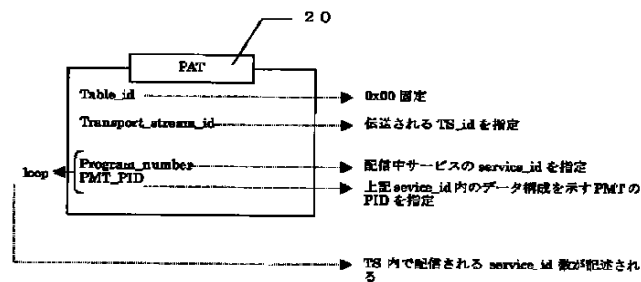 20
PAT
Table_id
0x00 固定
Transport_stream_id
伝送される TS_id を指定
loop
Program_number
配信中サービスの service_id を指定
PMT_PID
上記 sevice_id 内のデータ構成を示す PMT の
PID を指定
TS 内で配信される service_id 数が記述され
る